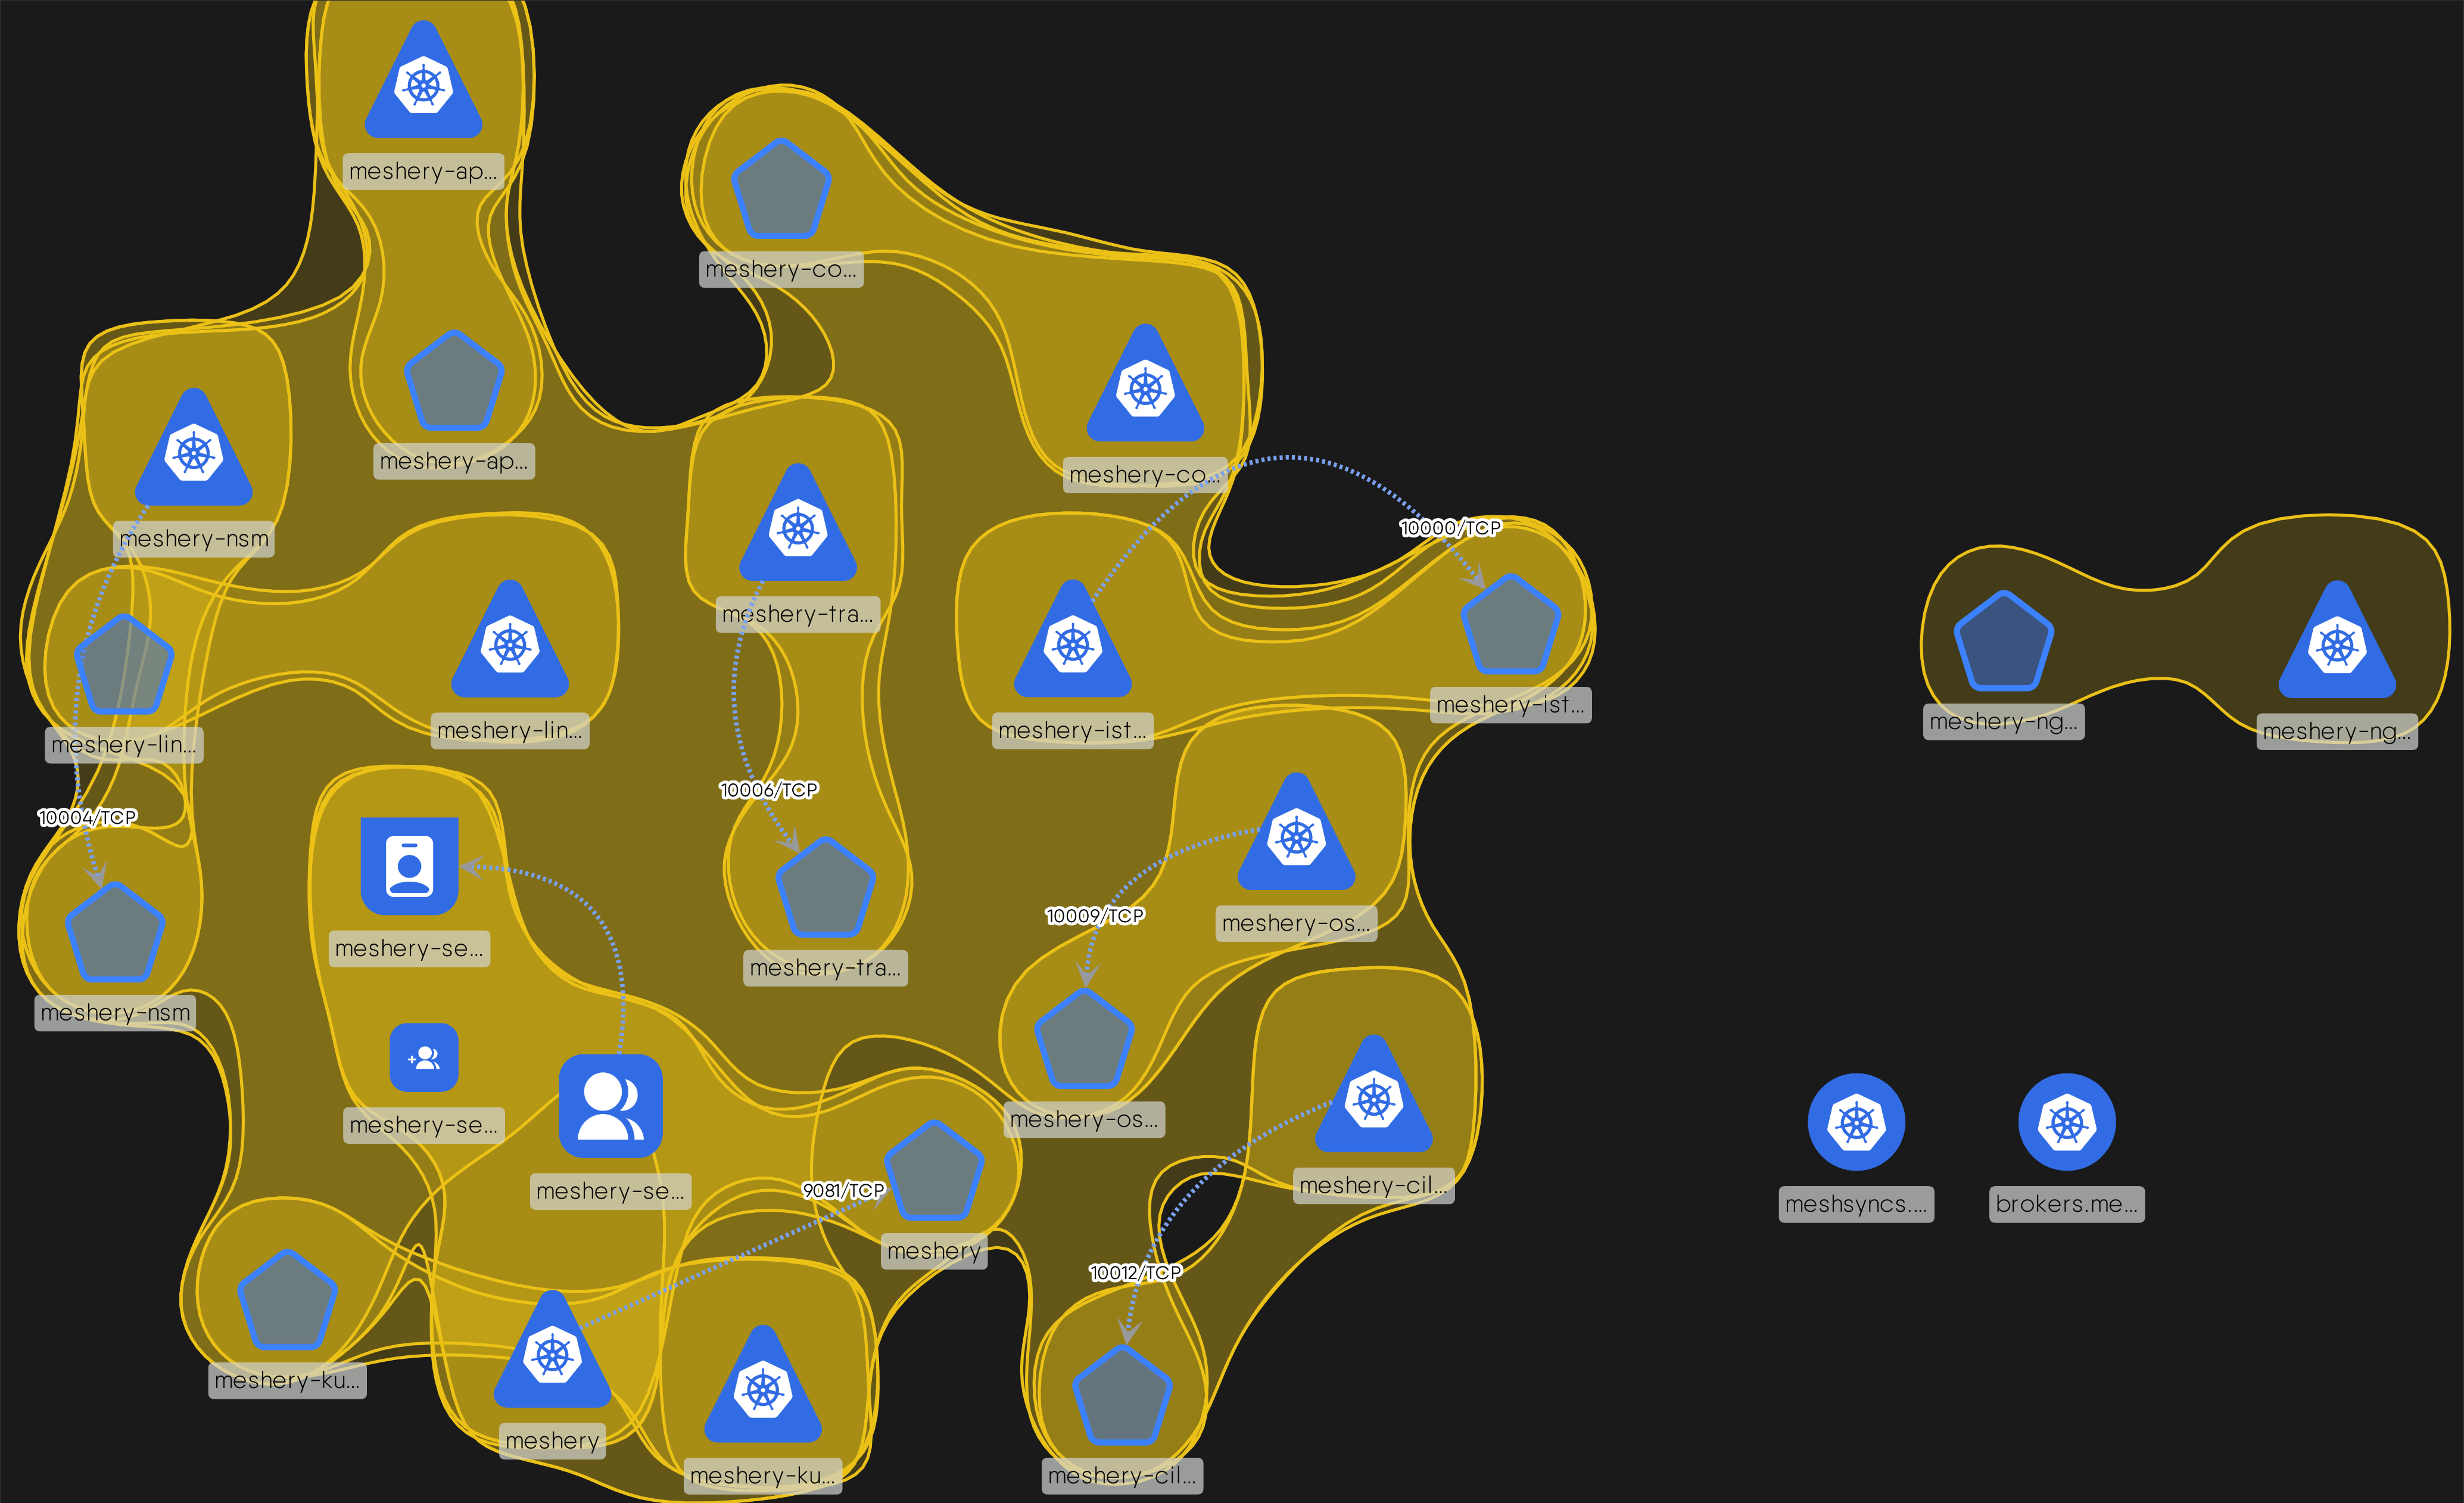 meshery-ap...
meshery-co...
meshery-ap...
meshery-co...
meshery-nsm
10000/TCP
meshery-tra...
meshery-lin...
meshery-lin...
meshery-ist...
meshery-ist...
meshery-ng...
meshery-ng...
10004/TCP
10006/TCP
meshery-se...
meshery-tra...
10009/TCP
meshery-os...
meshery-nsm
meshery-se...
meshery-os...
meshery-se...
9081/TCP
meshery-cil...
meshsyncs....
brokers.me...
meshery
10012/TCP
meshery-ku...
meshery
meshery-ku...
meshery-cil...